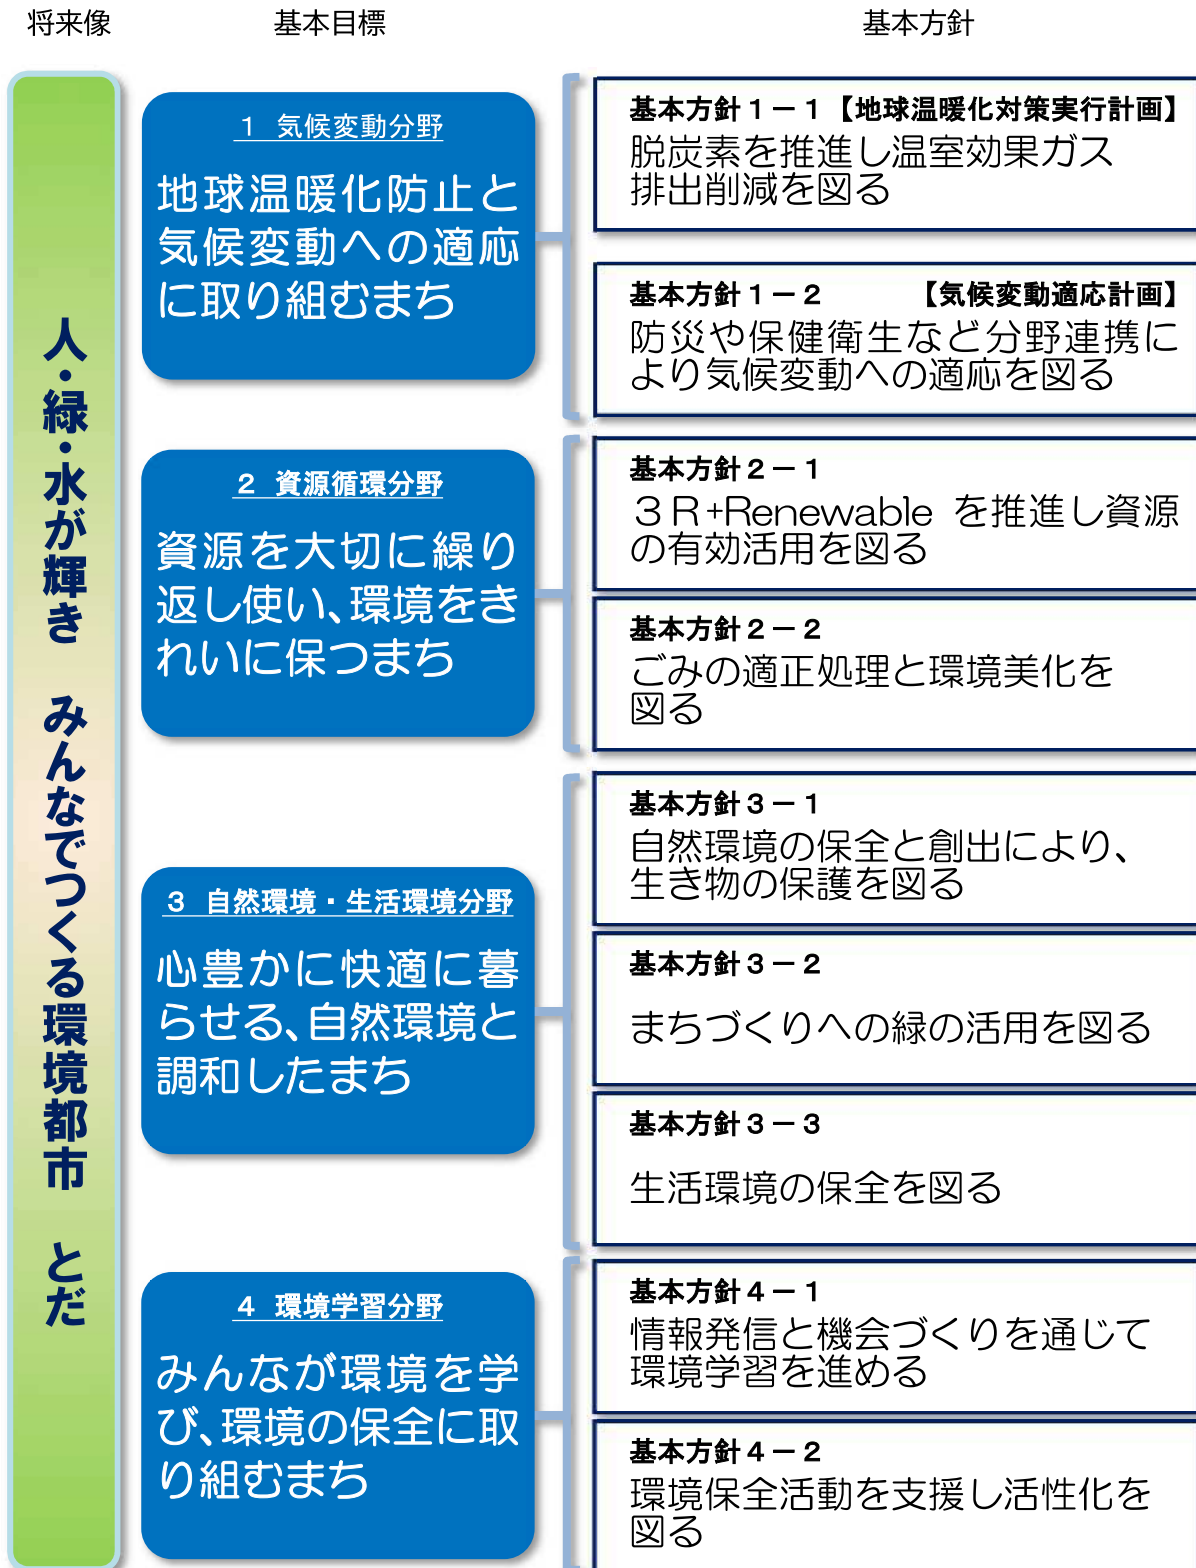 将来像
基本目標
基本方針
人・緑・水が輝き　みんなでつくる環境都市　とだ
1 気候変動分野
地球温暖化防止と
気候変動への適応
に取り組むまち
基本方針１－１【地球温暖化対策実行計画】
脱炭素を推進し温室効果ガス
排出削減を図る
基本方針１－２　【気候変動適応計画】
防災や保健衛生など分野連携に
より気候変動への適応を図る
2 資源循環分野
資源を大切に繰り
返し使い、環境をき
れいに保つまち
基本方針２－１
３R+Renewable を推進し資源
の有効活用を図る
基本方針２－２
ごみの適正処理と環境美化を
図る
3 自然環境・生活環境分野
心豊かに快適に暮
らせる、自然環境と
調和したまち
基本方針３－１
自然環境の保全と創出により、
生き物の保護を図る
基本方針３－２
まちづくりへの緑の活用を図る
基本方針３－３
生活環境の保全を図る
4 環境学習分野
みんなが環境を学
び、環境の保全に取
り組むまち
基本方針４－１
情報発信と機会づくりを通じて
環境学習を進める
基本方針４－２
環境保全活動を支援し活性化を
図る